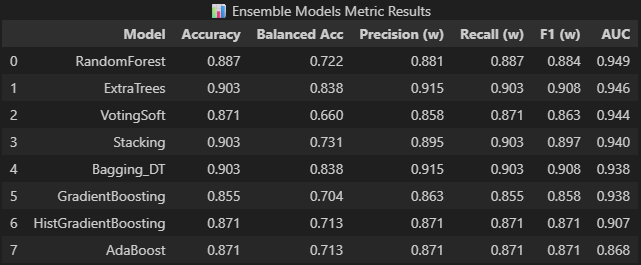 📊 Ensemble Models Metric Results
Model Accuracy Balanced Acc Precision (w) Recall (w) F1 (w) AUC
0 RandomForest 0.887 0.722 0.881 0.887 0.884 0.949
1 ExtraTrees 0.903 0.838 0.915 0.903 0.908 0.946
2 VotingSoft 0.871 0.660 0.858 0.871 0.863 0.944
3 Stacking 0.903 0.731 0.895 0.903 0.897 0.940
4 Bagging_DT 0.903 0.838 0.915 0.903 0.908 0.938
5 GradientBoosting 0.855 0.704 0.863 0.855 0.858 0.938
6 HistGradientBoosting 0.871 0.713 0.871 0.871 0.871 0.907
7 AdaBoost 0.871 0.713 0.871 0.871 0.871 0.868